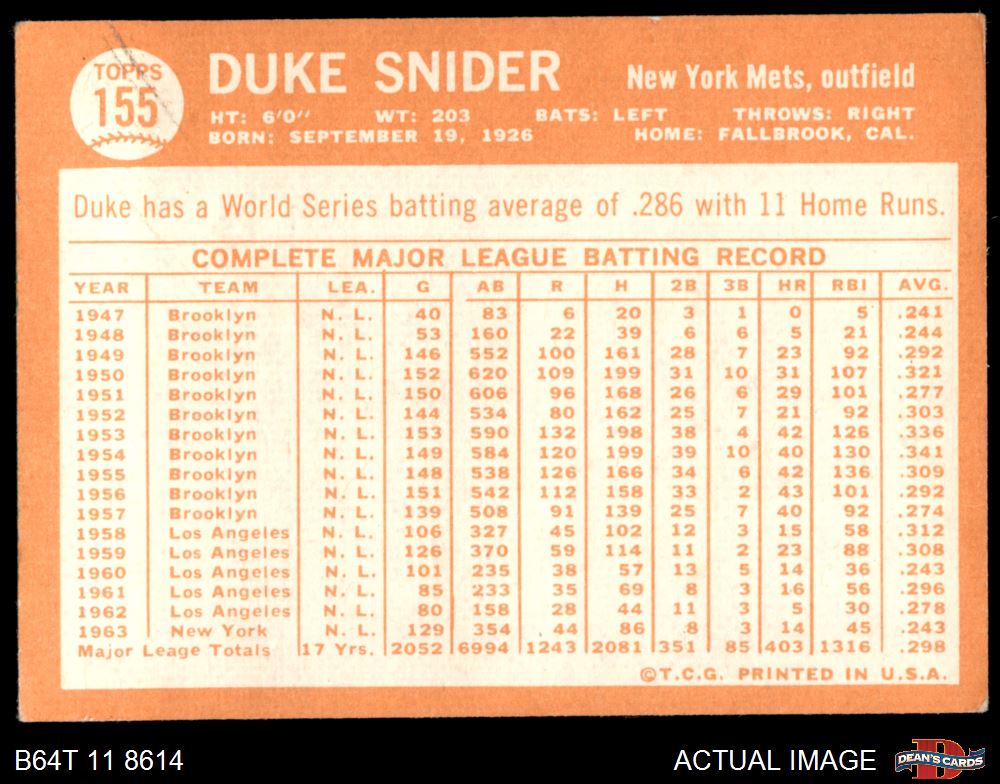 TOPPS
155
DUKE SNIDER
New York Mets, outfield
HT: 6'0" WT: 203 BATS: LEFT THROWS: RIGHT
BORN: SEPTEMBER 19, 1926 HOME: FALLBROOK, CAL.
Duke has a World Series batting average of .286 with 11 Home Runs.
COMPLETE MAJOR LEAGUE BATTING RECORD
YEAR TEAM LEA. G AB R H 2B 3B HR RBI AVG.
1947 Brooklyn N. L. 40 83 6 20 3 1 0 5 .241
1948 Brooklyn N. L. 53 160 22 39 6 6 5 21 .244
1949 Brooklyn N. L. 146 552 100 161 28 7 23 92 .292
1950 Brooklyn N. L. 152 620 109 199 31 10 31 107 .321
1951 Brooklyn N. L. 150 606 96 168 26 6 29 101 .277
1952 Brooklyn N. L. 144 534 80 162 25 7 21 92 .303
1953 Brooklyn N. L. 153 590 132 198 38 4 42 126 .336
1954 Brooklyn N. L. 149 584 120 199 39 10 40 130 .341
1955 Brooklyn N. L. 148 538 126 166 34 6 42 136 .309
1956 Brooklyn N. L. 151 542 112 158 33 2 43 101 .292
1957 Brooklyn N. L. 139 508 91 139 25 7 40 92 .274
1958 Los Angeles N. L. 106 327 45 102 12 3 15 58 .312
1959 Los Angeles N. L. 126 370 59 114 11 2 23 88 .308
1960 Los Angeles N. L. 101 235 38 57 13 5 14 36 .243
1961 Los Angeles N. L. 85 233 35 69 8 3 16 56 .296
1962 Los Angeles N. L. 80 158 28 44 11 3 5 30 .278
1963 New York N. L. 129 354 44 86 8 3 14 45 .243
Major Leage Totals 17 Yrs. 2052 6994 1243 2081 351 85 403 1316 .298
©T.C.G. PRINTED IN U.S.A.
B64T 11 8614
ACTUAL IMAGE
D
DEAN'S CARDS